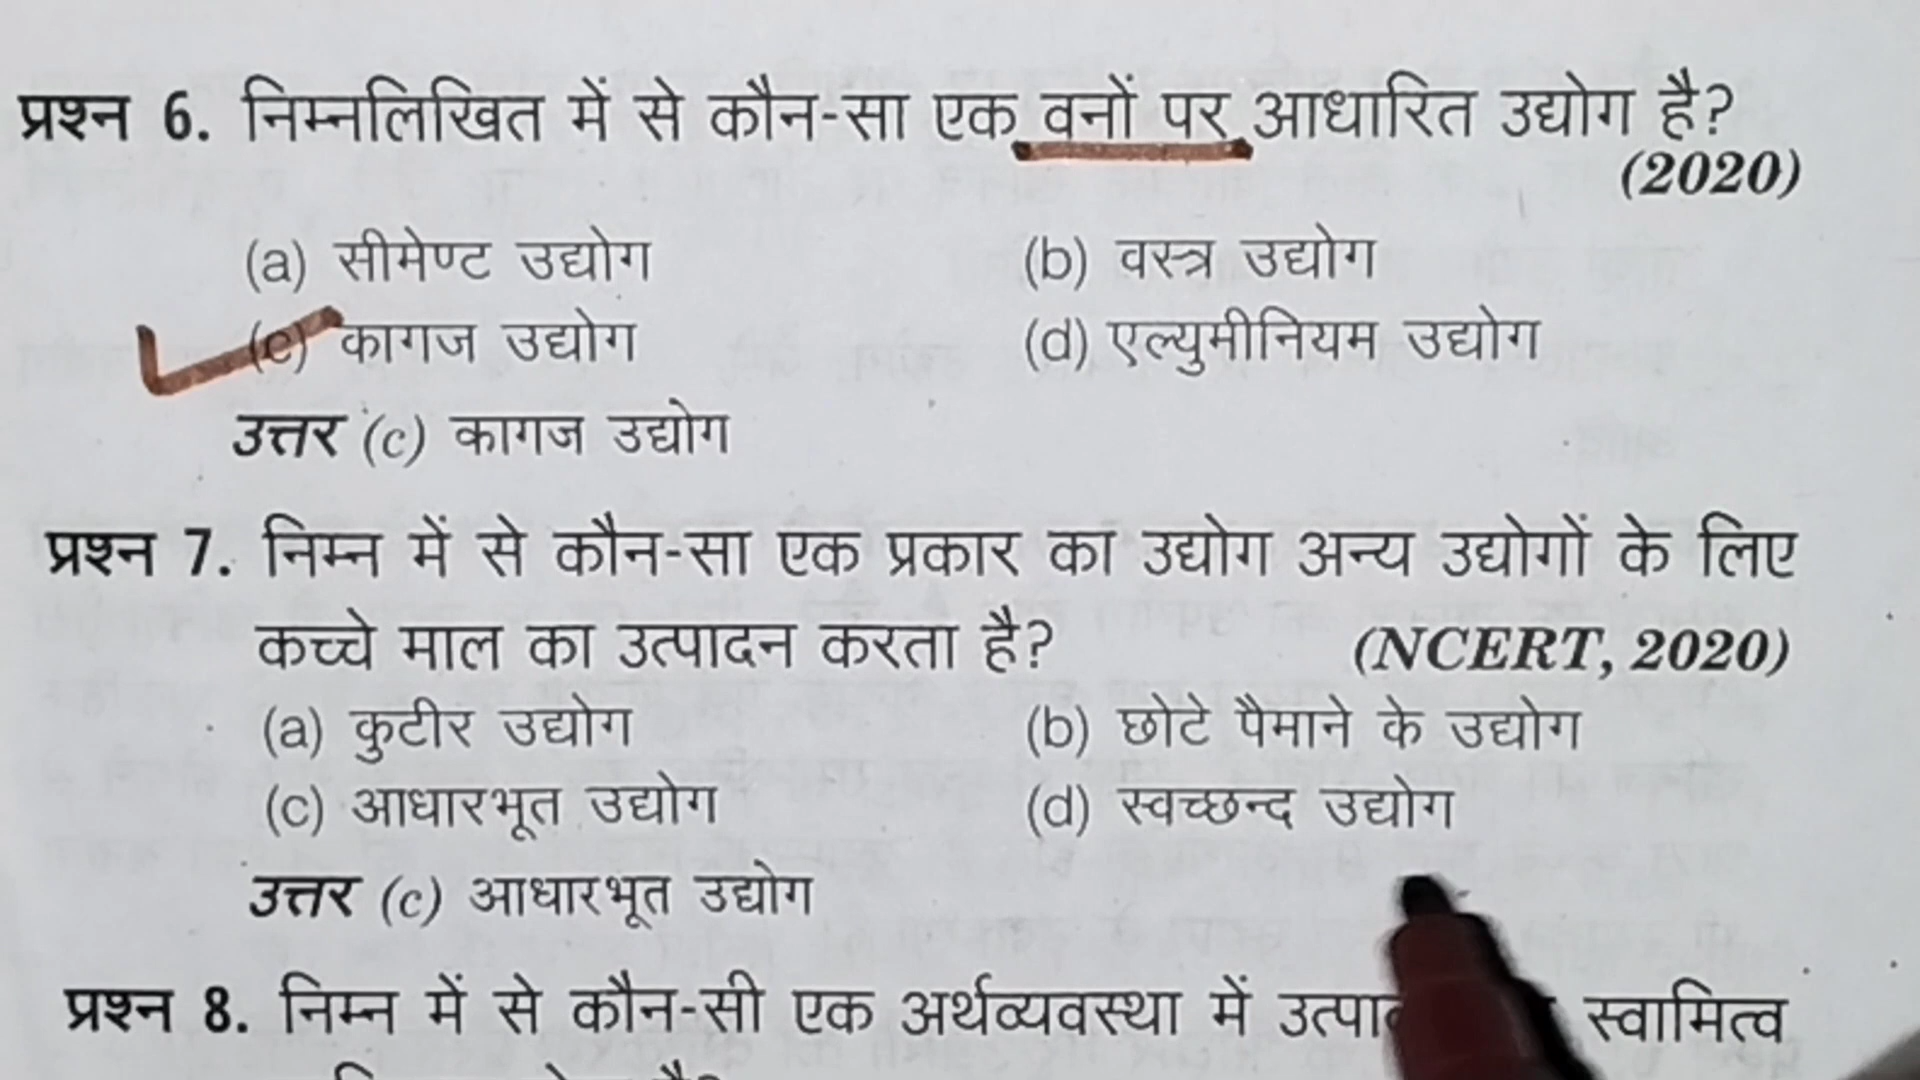 प्रश्न 6. निम्नलिखित में से कौन-सा एक वनों पर आधारित उद्योग है?
(2020)
(a) सीमेण्ट उद्योग (b) वस्त्र उद्योग
(c) कागज उद्योग (d) एल्युमीनियम उद्योग
उत्तर (c) कागज उद्योग
प्रश्न 7. निम्न में से कौन-सा एक प्रकार का उद्योग अन्य उद्योगों के लिए
कच्चे माल का उत्पादन करता है? (NCERT, 2020)
(a) कुटीर उद्योग (b) छोटे पैमाने के उद्योग
(c) आधारभूत उद्योग (d) स्वच्छन्द उद्योग
उत्तर (c) आधारभूत उद्योग
प्रश्न 8. निम्न में से कौन-सी एक अर्थव्यवस्था में स्वामित्व